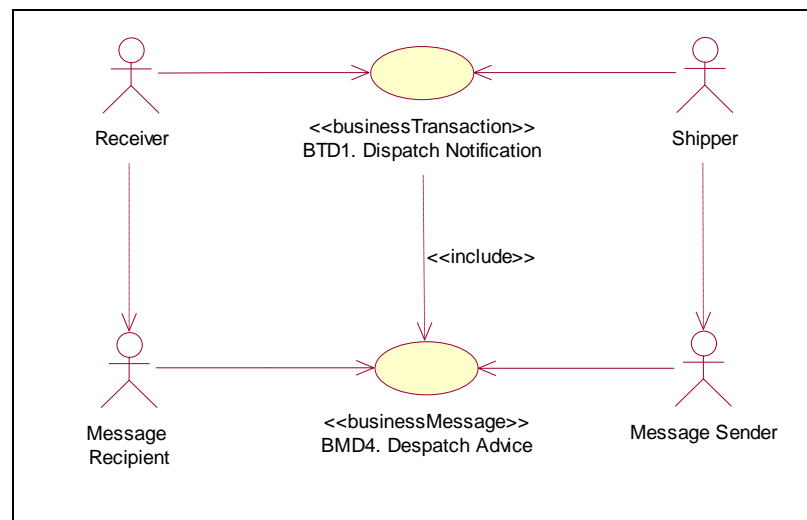 Receiver
<<businessTransaction>>
BTD1. Dispatch Notification
Shipper
<<include>>
Message
Recipient
<<businessMessage>>
BMD4. Despatch Advice
Message Sender